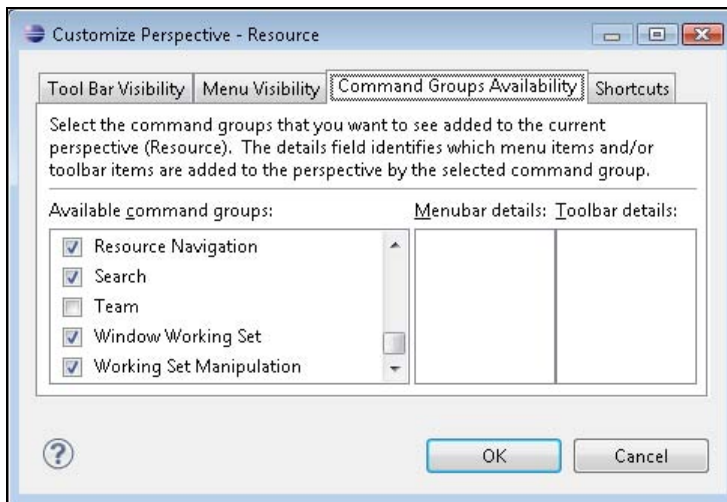 Customize Perspective - Resource
Tool Bar Visibility Menu Visibility Command Groups Availability Shortcuts
Select the command groups that you want to see added to the current
perspective (Resource). The details field identifies which menu items and/or
toolbar items are added to the perspective by the selected command group.
Available command groups: Menubar details: Toolbar details:
Resource Navigation
Search
Team
Window Working Set
Working Set Manipulation
? OK Cancel